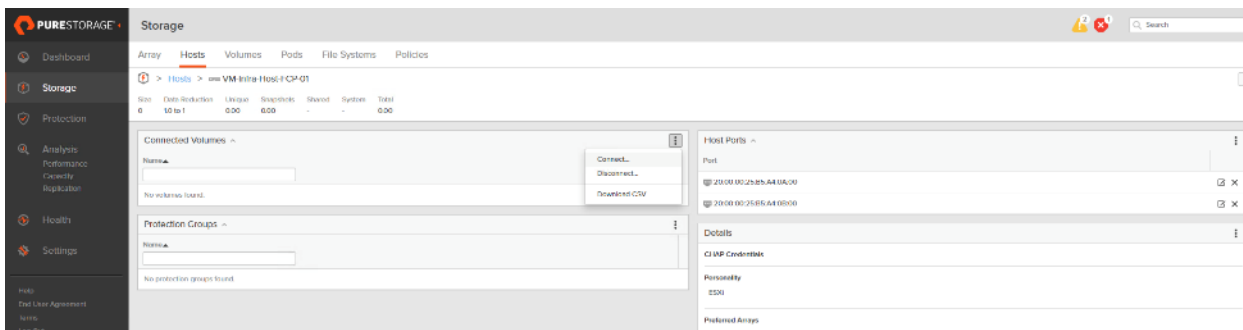 PURESTORAGE
Storage
2
1
Search
Dashboard
Storage
Protection
Analysis
Performance
Capacity
Replication
Health
Settings
Help
End User Agreement
Terms
Array Hosts Volumes Pods File Systems Policies
> Hosts > VM-Infra-Host-FCP-01
Size Data Reduction Unique Snapshots Shared System Total
0 1.0 to 1 0.00 0.00 - - 0.00
Connected Volumes
Name
No volumes found.
Connect...
Disconnect...
Download CSV
Protection Groups
Name
No protection groups found.
Host Ports
Port
20:00:00:25:B5:A4:0A:00
20:00:00:25:B5:A4:0B:00
Details
CHAP Credentials
Personality
ESXi
Preferred Arrays